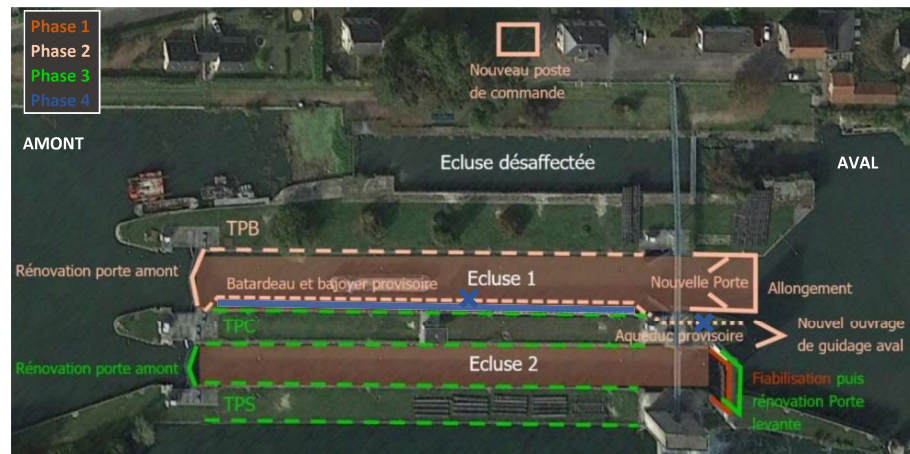 Phase 1
Phase 2
Phase 3
Phase 4
Nouveau poste
de commande
AMONT
AVAL
Ecluse désaffectée
TPB
Rénovation porte amont
Ecluse 1
Batardeau et bajoyer provisoire
Nouvelle Porte
Allongement
TPC
Aqueduc provisoire
Nouvel ouvrage
de guidage aval
Rénovation porte amont
Ecluse 2
Fiabilisation puis
rénovation Porte
levante
TPS